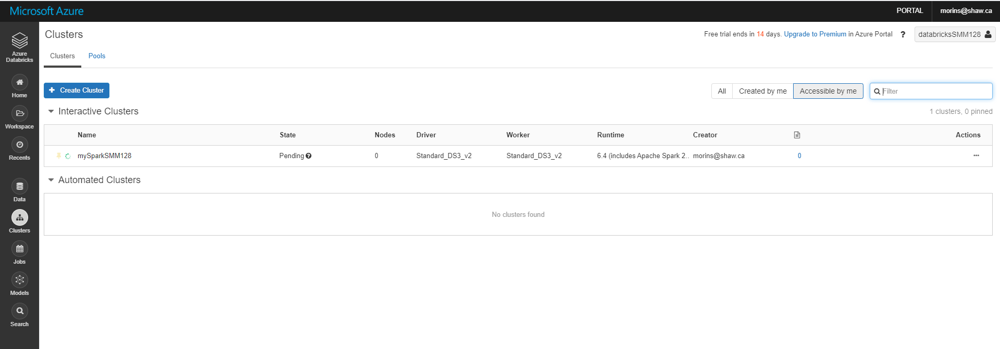 Microsoft Azure
PORTAL
morins@shaw.ca
Azure
Databricks
Home
Workspace
Recents
Data
Clusters
Jobs
Models
Search
Clusters
Free trial ends in 14 days. Upgrade to Premium in Azure Portal
?
databricksSMM128
Clusters
Pools
+ Create Cluster
All
Created by me
Accessible by me
Filter
Interactive Clusters
1 clusters, 0 pinned
Name State Nodes Driver Worker Runtime Creator Actions
mySparkSMM128 Pending ? 0 Standard_DS3_v2 Standard_DS3_v2 6.4 (includes Apache Spark 2.. morins@shaw.ca 0 ...
Automated Clusters
No clusters found